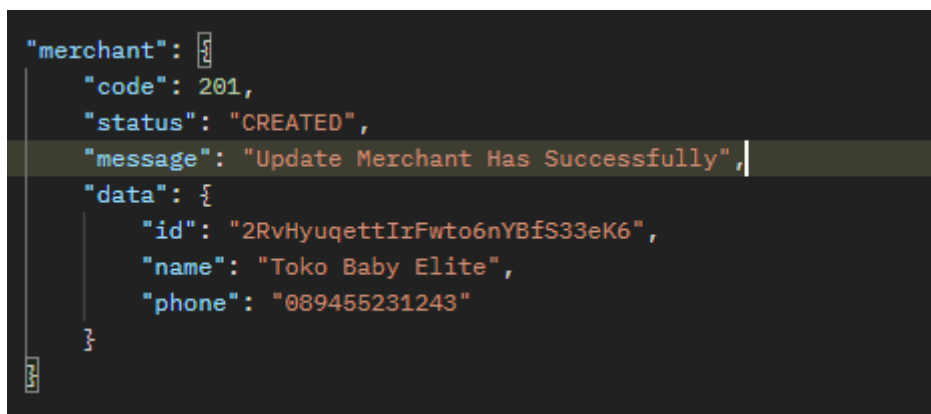 "merchant": {
"code": 201,
"status": "CREATED",
"message": "Update Merchant Has Successfully",
"data": {
"id": "2RvHyuqettIrFwto6nYBfS33eK6",
"name": "Toko Baby Elite",
"phone": "089455231243"
}
}